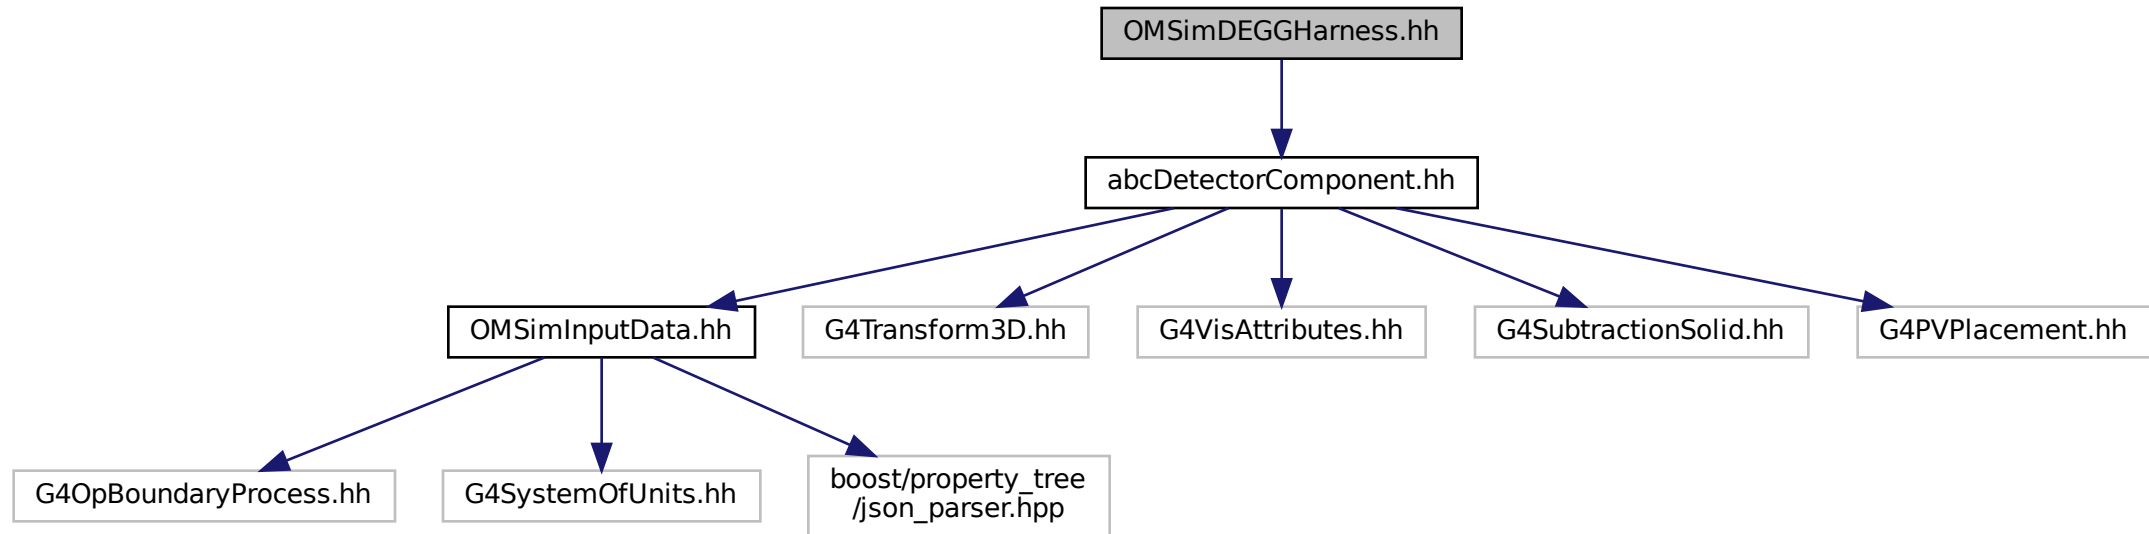 OMSimDEGGHarness.hh
abcDetectorComponent.hh
OMSimInputData.hh
G4Transform3D.hh
G4VisAttributes.hh
G4SubtractionSolid.hh
G4PVPlacement.hh
G4OpBoundaryProcess.hh
G4SystemOfUnits.hh
boost/property_tree
/json_parser.hpp